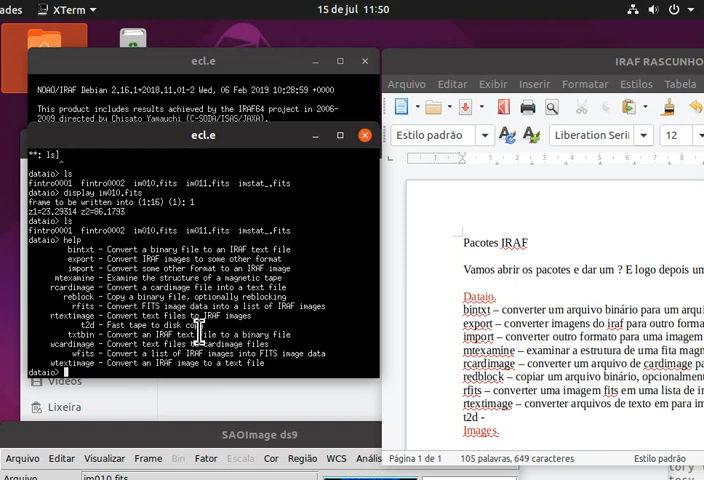 ades XTerm 15 de jul 11:50
ecl.e
NOAO/IRAF Debian 2.16.1+2018.11.01-2 Wed, 06 Feb 2019 10:28:59 +0000
This product includes results achieved by the IRAF64 project in 2006-
2009 directed by Chisato Yamauchi (C-SODA/ISAS/JAXA).
ecl.e
**: ls]
^
dataio> ls
fintro0001 fintro0002 im010.fits im011.fits imstat_.fits
dataio> display im010.fits
frame to be written into (1:16) (1): 1
z1=23.29314 z2=86.1793
dataio> ls
fintro0001 fintro0002 im010.fits im011.fits imstat_.fits
dataio> help
bintxt - Convert a binary file to an IRAF text file
export - Convert IRAF images to some other format
import - Convert some other format to an IRAF image
mtexamine - Examine the structure of a magnetic tape
rcardimage - Convert a cardimage file into a text file
reblock - Copy a binary file, optionally reblocking
rfits - Convert FITS image data into a list of IRAF images
rtextimage - Convert text files to IRAF images
t2d - Fast tape to disk copy
txtbin - Convert an IRAF text file to a binary file
wcardimage - Convert text files to cardimage files
wfits - Convert a list of IRAF images into FITS image data
wtextimage - Convert an IRAF image to a text file
dataio>
Vídeos
Lixeira
SAOImage ds9
Arquivo Editar Visualizar Frame Bin Fator Escala Cor Região WCS Anális
Arquivo im010.fits
IRAF RASCUNHO
Arquivo Editar Exibir Inserir Formatar Estilos Tabela
Estilo padrão Liberation Seri 12
1 1 2 3
Pacotes IRAF
Vamos abrir os pacotes e dar um ? E logo depois um
Dataio.
bintxt – converter um arquivo binário para um arqu
export – converter imagens do iraf para outro forma
import – converter outro formato para uma imagem
mtexamine – examinar a estrutura de uma fita mag
rcardimage – converter um arquivo de cardimage pa
redblock – copiar um arquivo binário, opcionalment
rfits – converter uma imagem fits em uma lista de in
rtextimage – converter arquivos de texto em para im
t2d -
Images.
Página 1 de 1 105 palavras, 649 caracteres Estilo padrão